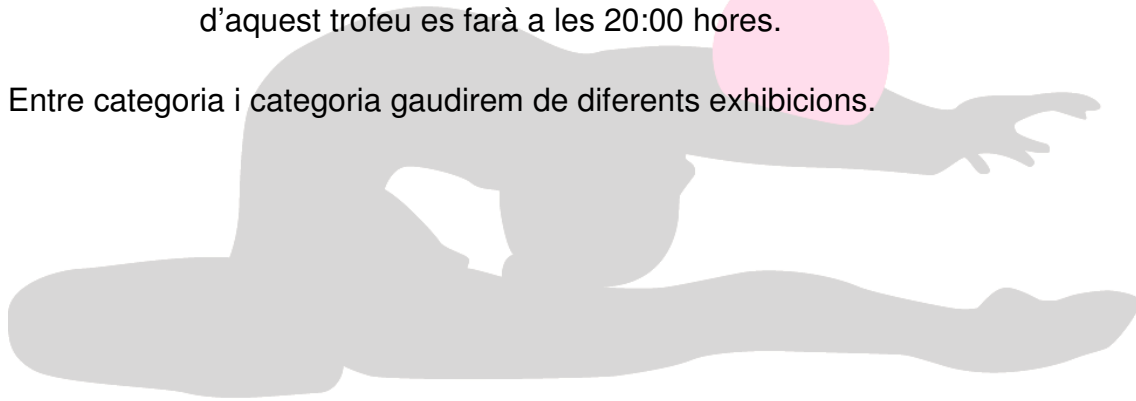 d’aquest trofeu es farà a les 20:00 hores.
Entre categoria i categoria gaudirem de diferents exhibicions.